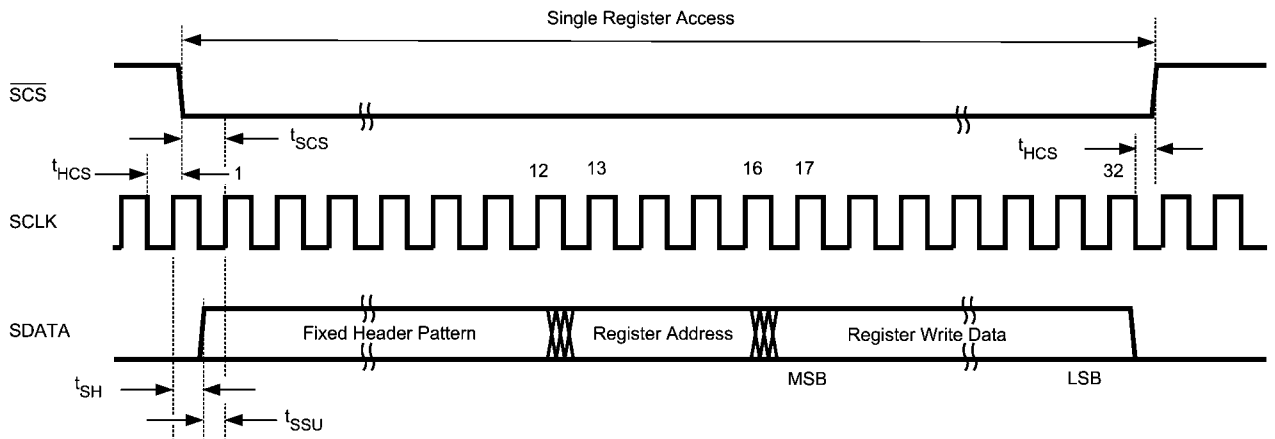 Single Register Access
SCS
tSCS
tHCS
tHCS
1 12 13 16 17 32
SCLK
SDATA
Fixed Header Pattern Register Address Register Write Data
MSB LSB
tSH
tSSU